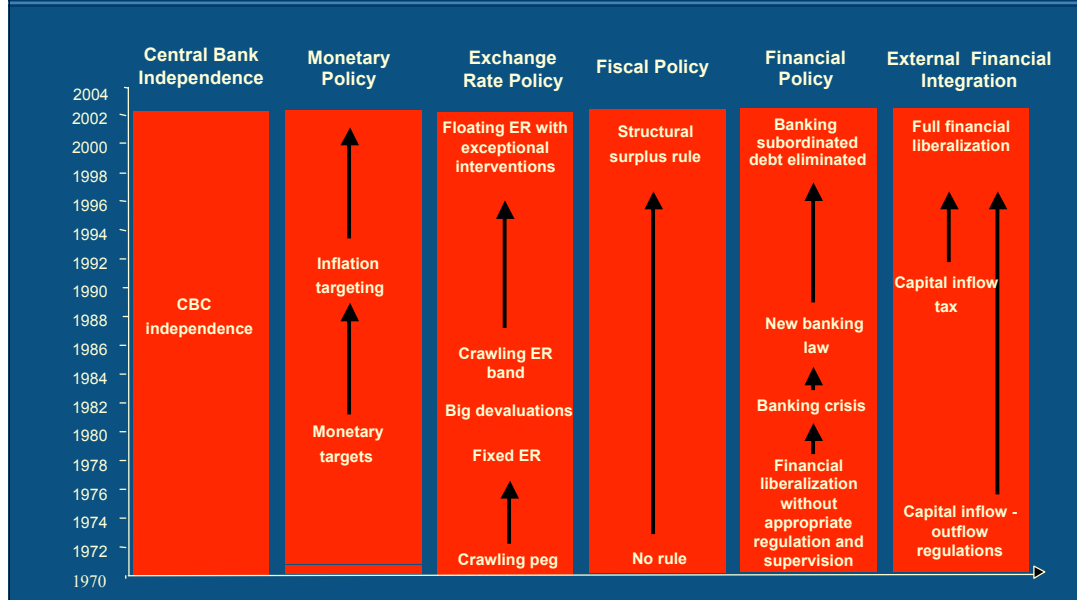 Central Bank
Independence
Monetary
Policy
Exchange
Rate Policy
Fiscal Policy
Financial
Policy
External Financial
Integration
2004
2002
2000
1998
1996
1994
1992
1990
1988
1986
1984
1982
1980
1978
1976
1974
1972
1970
CBC
independence
Inflation
targeting
Monetary
targets
Floating ER with
exceptional
interventions
Crawling ER
band
Big devaluations
Fixed ER
Crawling peg
Structural
surplus rule
No rule
Banking
subordinated
debt eliminated
New banking
law
Banking crisis
Financial
liberalization
without
appropriate
regulation and
supervision
Full financial
liberalization
Capital inflow
tax
Capital inflow -
outflow
regulations